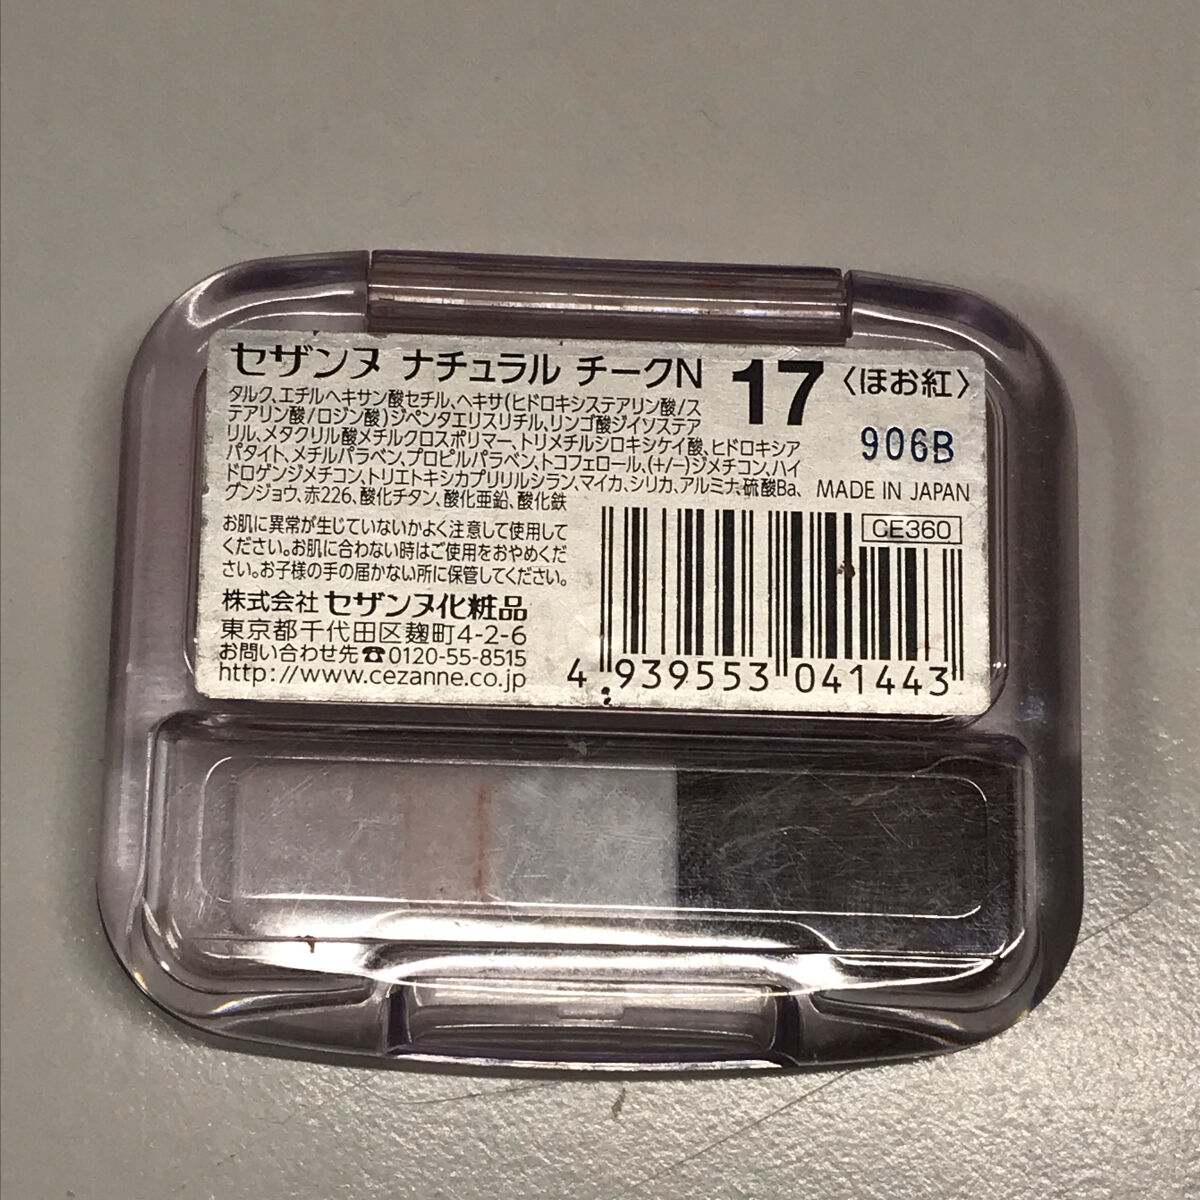 セザンヌ ナチュラル チークN 17 〈ほお紅〉
タルク、エチルヘキサン酸セチル、ヘキサ(ヒドロキシステアリン酸/ス
テアリン酸/ロジン酸)ジペンタエリスリチル、リンゴ酸ジイソステア
リル、メタクリル酸メチルクロスポリマー、トリメチルシロキシケイ酸、ヒドロキシア
パタイト、メチルパラベン、プロピルパラベン、トコフェロール、(+/−)ジメチコン、ハイ
ドロゲンジメチコン、トリエトキシカプリリルシラン、マイカ、シリカ、アルミナ、硫酸Ba、
グンジョウ、赤226、酸化チタン、酸化亜鉛、酸化鉄
906B
MADE IN JAPAN
CE360
お肌に異常が生じていないかよく注意して使用して
ください。お肌に合わない時はご使用をおやめくだ
さい。お子様の手の届かない所に保管してください。
株式会社 セザンヌ化粧品
東京都千代田区麹町4-2-6
お問い合わせ先☎0120-55-8515
http://www.cezanne.co.jp
4 939553 041443